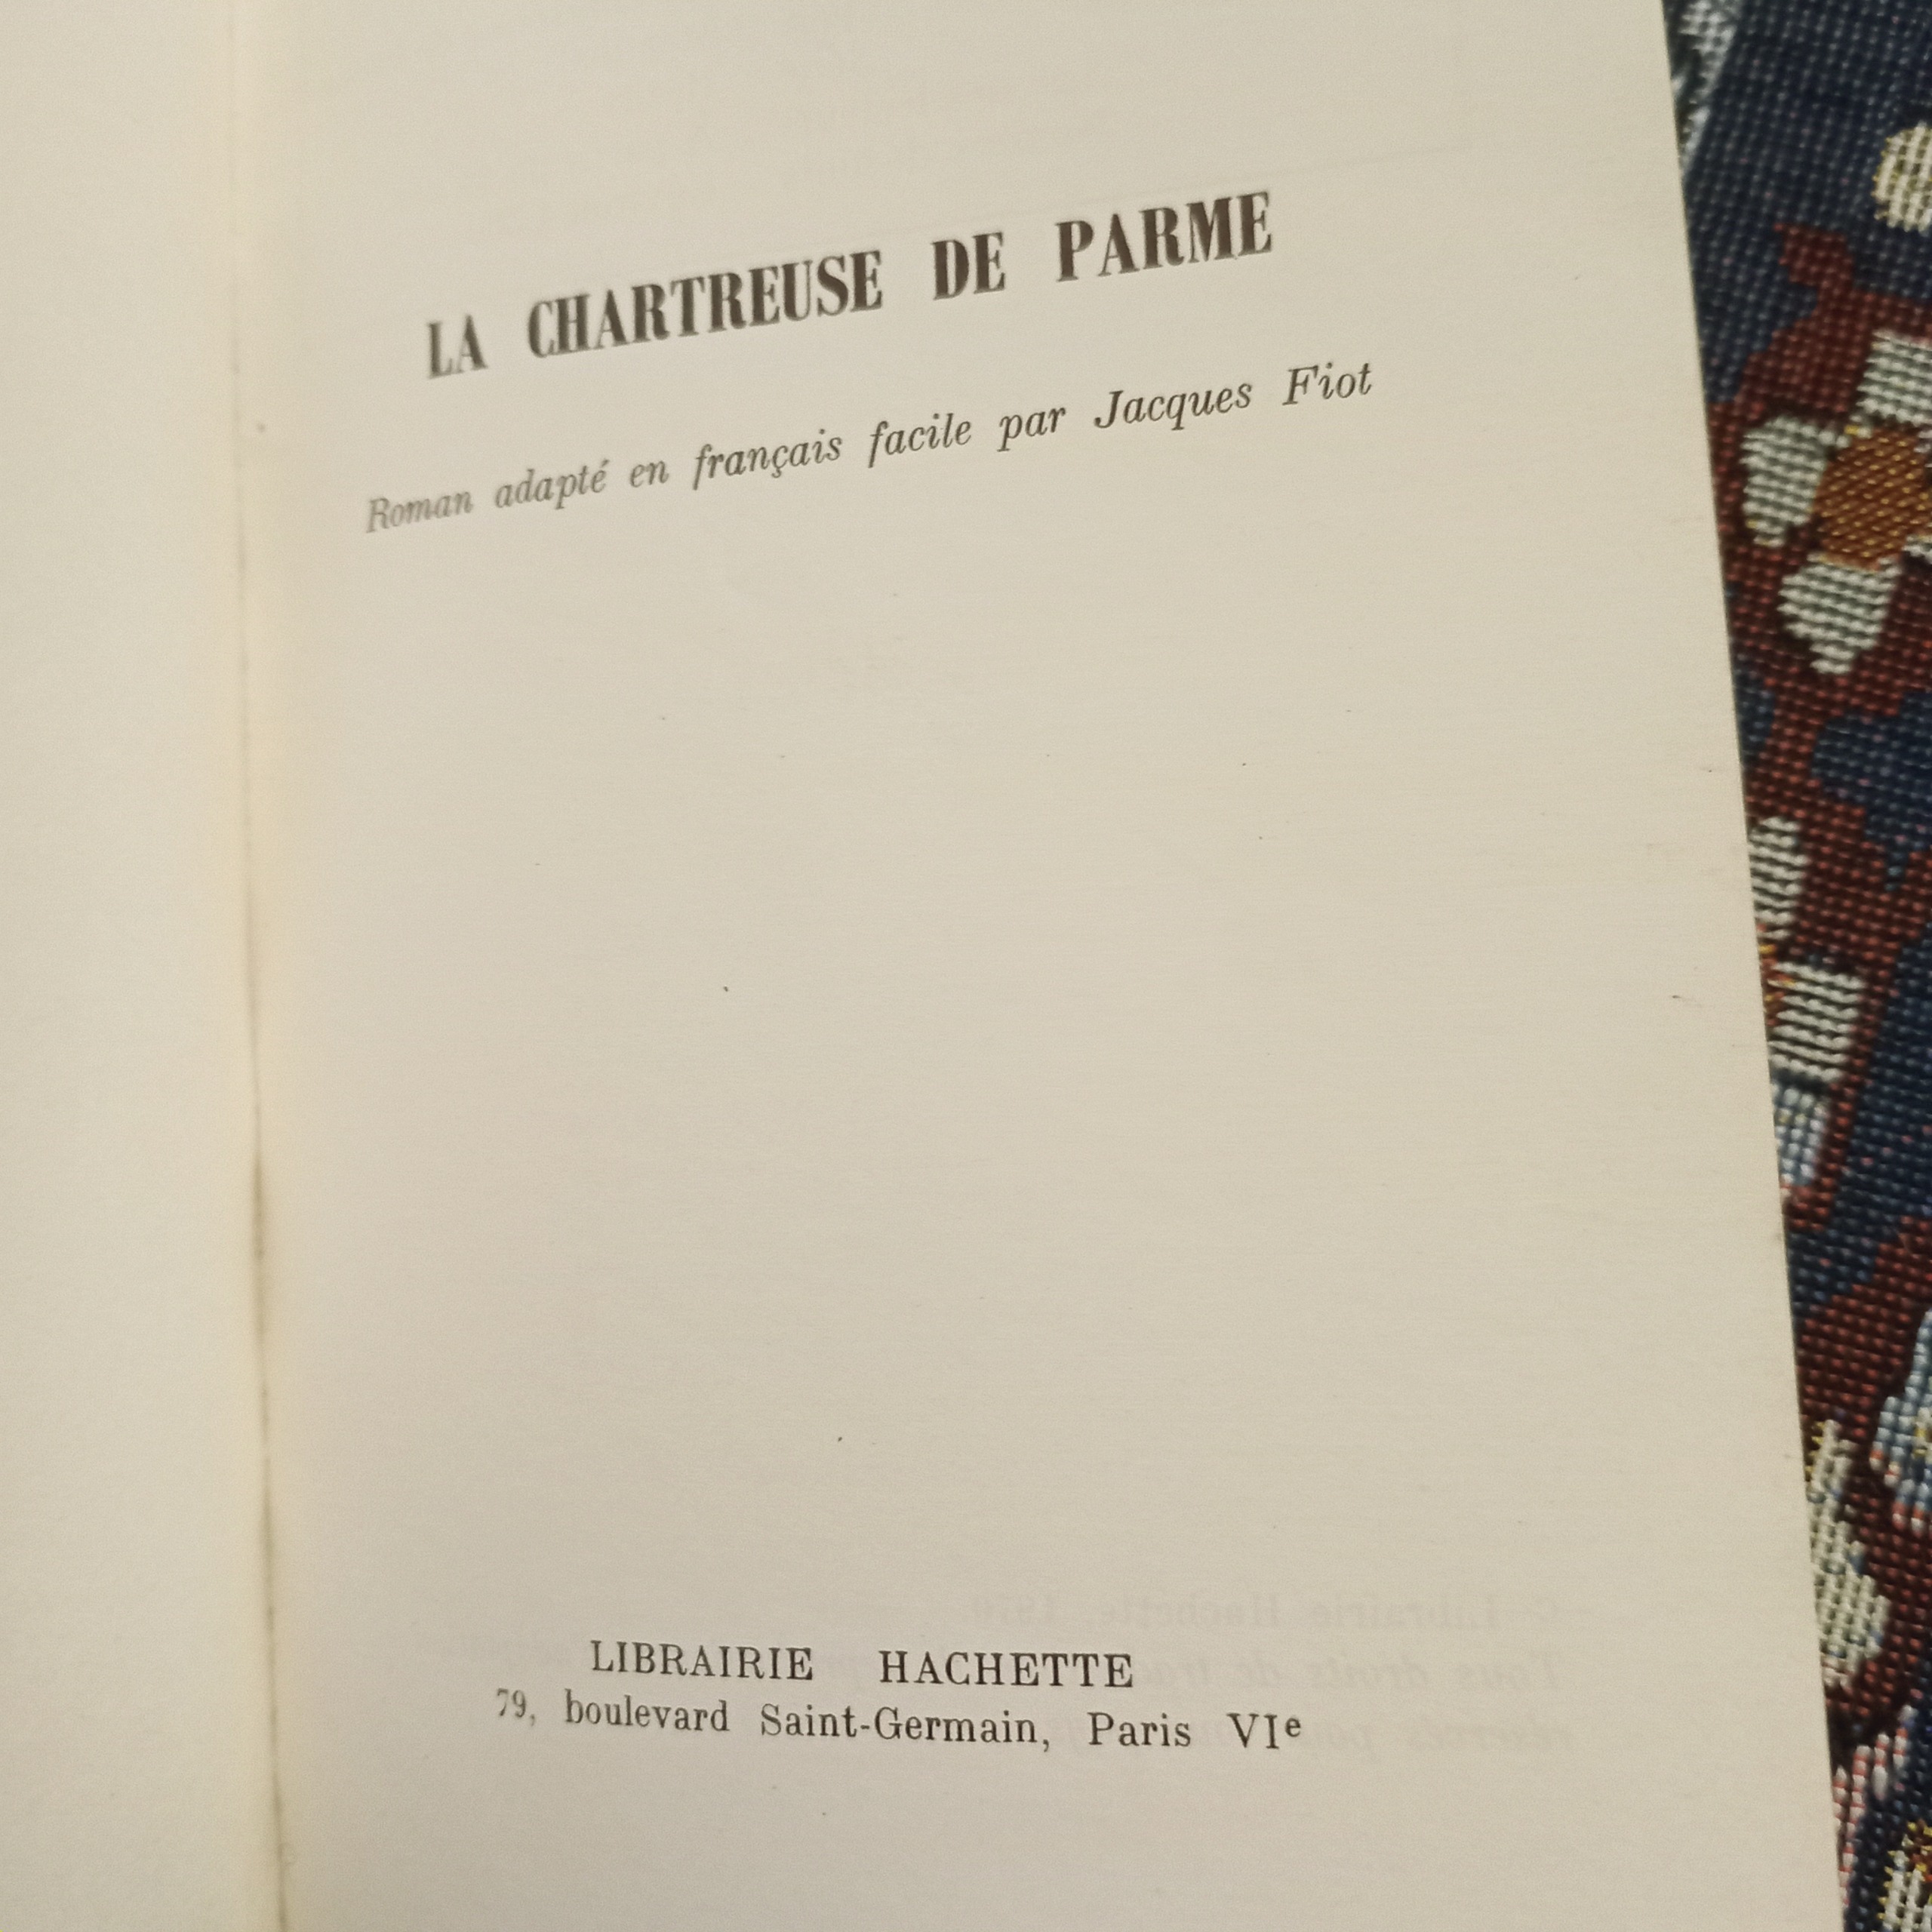 LA CHARTREUSE DE PARME
Roman adapté en français facile par Jacques Fiot
LIBRAIRIE HACHETTE
79, boulevard Saint-Germain, Paris VIe